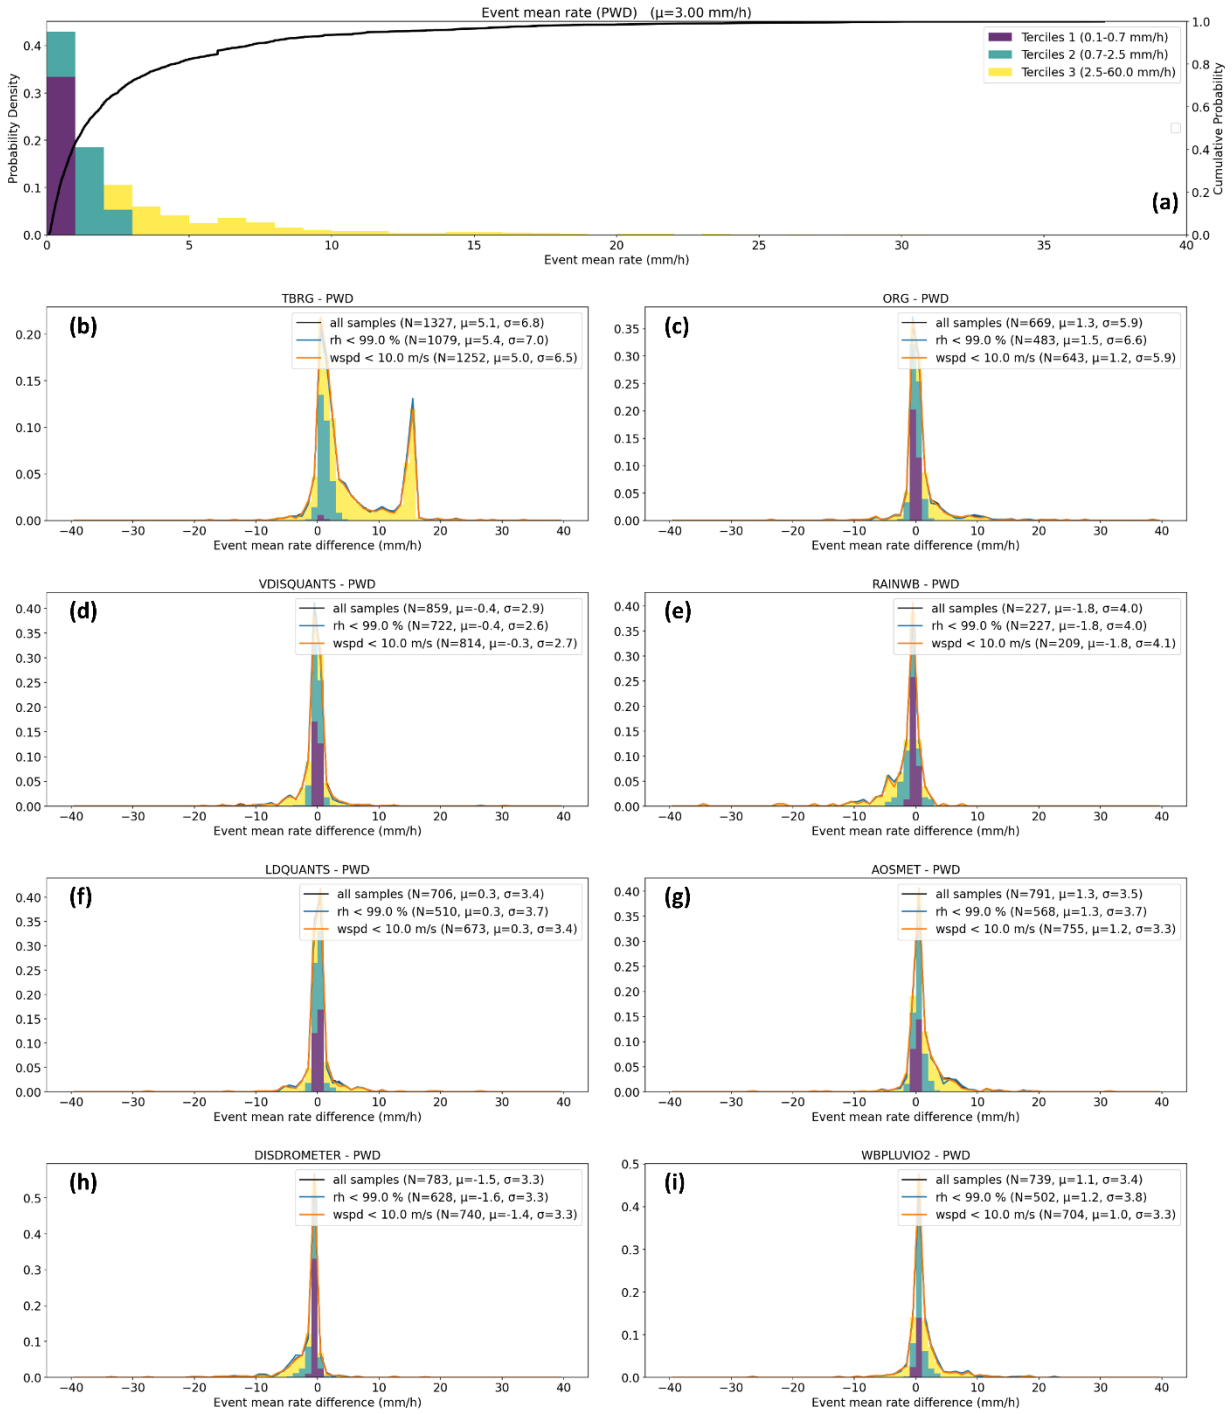 Event mean rate (PWD) (μ=3.00 mm/h)
Probability Density
0.4
0.3
0.2
0.1
0.0
Terciles 1 (0.1-0.7 mm/h)
Terciles 2 (0.7-2.5 mm/h)
Terciles 3 (2.5-60.0 mm/h)
(a)
1.0
0.8
0.6
0.4
0.2
0.0
Cumulative Probability
0 5 10 15 20 25 30 35 40
Event mean rate (mm/h)
TBRG - PWD
(b)
all samples (N=1327, μ=5.1, σ=6.8)
rh < 99.0 % (N=1079, μ=5.4, σ=7.0)
wspd < 10.0 m/s (N=1252, μ=5.0, σ=6.5)
0.20
0.15
0.10
0.05
0.00
−40 −30 −20 −10 0 10 20 30 40
Event mean rate difference (mm/h)
ORG - PWD
(c)
all samples (N=669, μ=1.3, σ=5.9)
rh < 99.0 % (N=483, μ=1.5, σ=6.6)
wspd < 10.0 m/s (N=643, μ=1.2, σ=5.9)
0.35
0.30
0.25
0.20
0.15
0.10
0.05
0.00
−40 −30 −20 −10 0 10 20 30 40
Event mean rate difference (mm/h)
VDISQUANTS - PWD
(d)
all samples (N=859, μ=-0.4, σ=2.9)
rh < 99.0 % (N=722, μ=-0.4, σ=2.6)
wspd < 10.0 m/s (N=814, μ=-0.3, σ=2.7)
0.40
0.35
0.30
0.25
0.20
0.15
0.10
0.05
0.00
−40 −30 −20 −10 0 10 20 30 40
Event mean rate difference (mm/h)
RAINWB - PWD
(e)
all samples (N=227, μ=-1.8, σ=4.0)
rh < 99.0 % (N=227, μ=-1.8, σ=4.0)
wspd < 10.0 m/s (N=209, μ=-1.8, σ=4.1)
0.40
0.35
0.30
0.25
0.20
0.15
0.10
0.05
0.00
−40 −30 −20 −10 0 10 20 30 40
Event mean rate difference (mm/h)
LDQUANTS - PWD
(f)
all samples (N=706, μ=0.3, σ=3.4)
rh < 99.0 % (N=510, μ=0.3, σ=3.7)
wspd < 10.0 m/s (N=673, μ=0.3, σ=3.4)
0.40
0.35
0.30
0.25
0.20
0.15
0.10
0.05
0.00
−40 −30 −20 −10 0 10 20 30 40
Event mean rate difference (mm/h)
AOSMET - PWD
(g)
all samples (N=791, μ=1.3, σ=3.5)
rh < 99.0 % (N=568, μ=1.3, σ=3.7)
wspd < 10.0 m/s (N=755, μ=1.2, σ=3.3)
0.40
0.35
0.30
0.25
0.20
0.15
0.10
0.05
0.00
−40 −30 −20 −10 0 10 20 30 40
Event mean rate difference (mm/h)
DISDROMETER - PWD
(h)
all samples (N=783, μ=-1.5, σ=3.3)
rh < 99.0 % (N=628, μ=-1.6, σ=3.3)
wspd < 10.0 m/s (N=740, μ=-1.4, σ=3.3)
0.5
0.4
0.3
0.2
0.1
0.0
−40 −30 −20 −10 0 10 20 30 40
Event mean rate difference (mm/h)
WBPLUVIO2 - PWD
(i)
all samples (N=739, μ=1.1, σ=3.4)
rh < 99.0 % (N=502, μ=1.2, σ=3.8)
wspd < 10.0 m/s (N=704, μ=1.0, σ=3.3)
0.5
0.4
0.3
0.2
0.1
0.0
−40 −30 −20 −10 0 10 20 30 40
Event mean rate difference (mm/h)